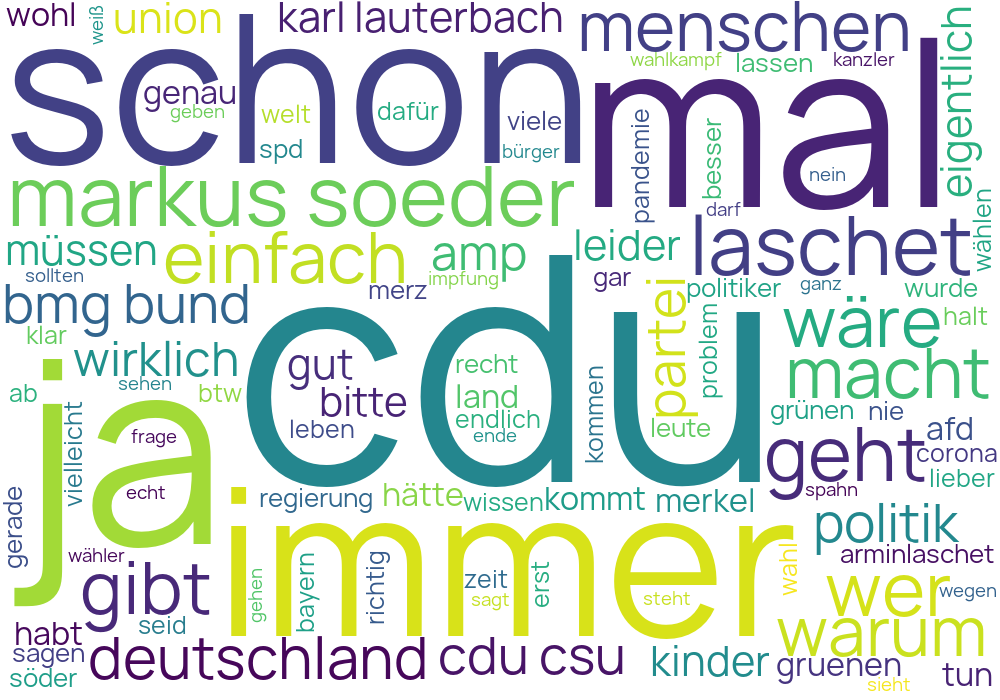 wohl
weiß
union
karl lauterbach
menschen
eigentlich
schon
mal
wahlkampf
lassen
kanzler
genau
geben
welt
dafür
viele
spd
bürger
pandemie
besser
nein
darf
markus soeder
laschet
wählen
müssen
einfach
amp
leider
sollten
impfung
merz
gar
politiker
ganz
wurde
bmg bund
cdu
partei
problem
wäre
halt
klar
wirklich
gut
recht
macht
sehen
btw
ab
bitte
land
endlich
ende
leben
kommen
leute
grünen
nie
afd
ja
vielleicht
frage
geht
corona
echt
spahn
lieber
gerade
immer
regierung
hätte
wissen
kommt
merkel
politik
wähler
arminlaschet
gibt
gehen
bayern
richtig
zeit
sagt
erst
steht
wahl
wer
wegen
habt
seid
warum
sagen
deutschland
cdu csu
kinder
gruenen
tun
söder
sieht